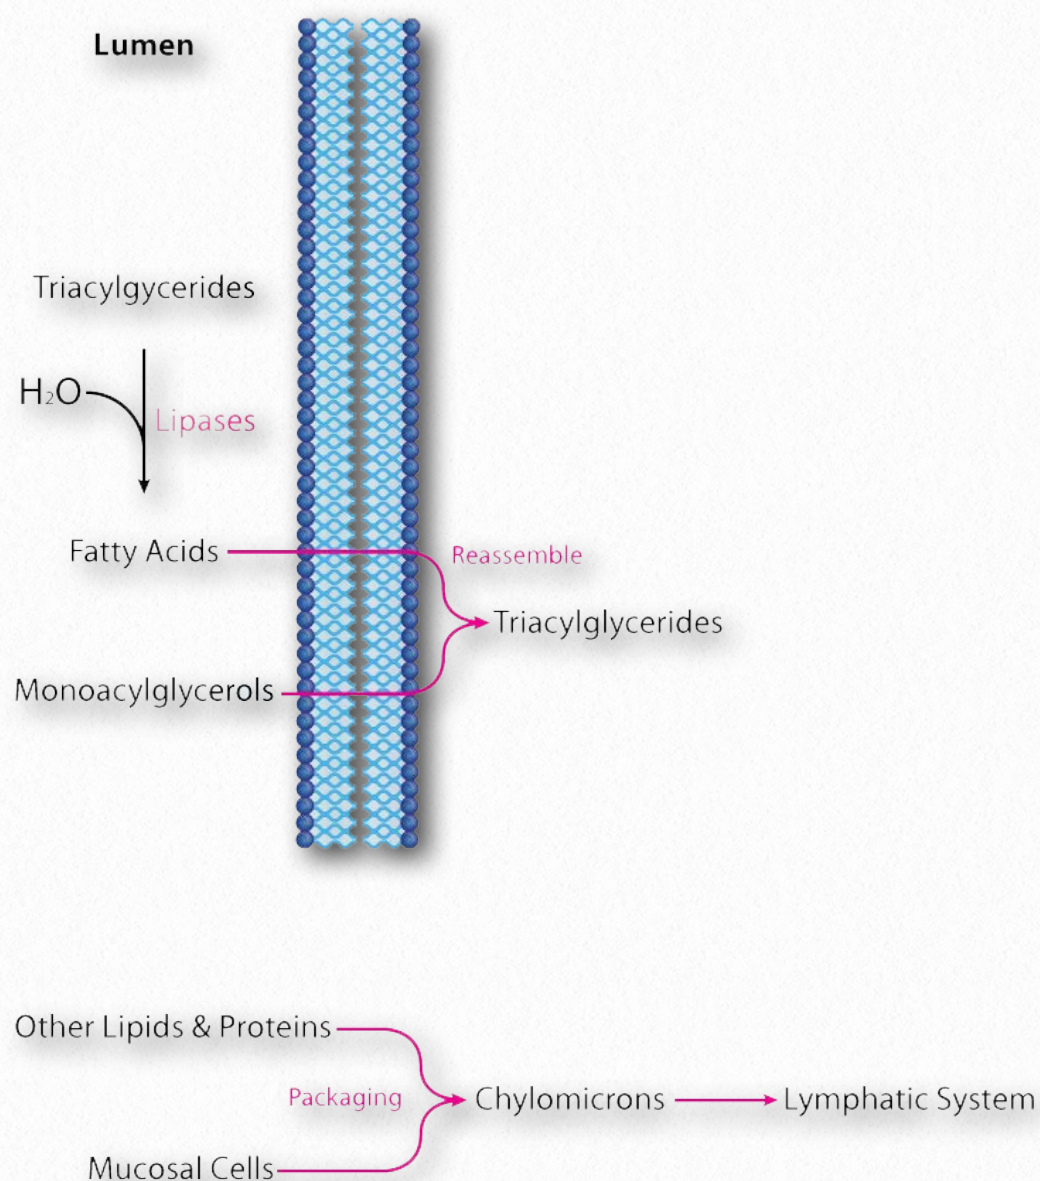 Lumen
Triacylgycerides
H₂O
Lipases
Fatty Acids
Reassemble
Triacylglycerides
Monoacylglycerols
Other Lipids & Proteins
Packaging
Chylomicrons
Lymphatic System
Mucosal Cells